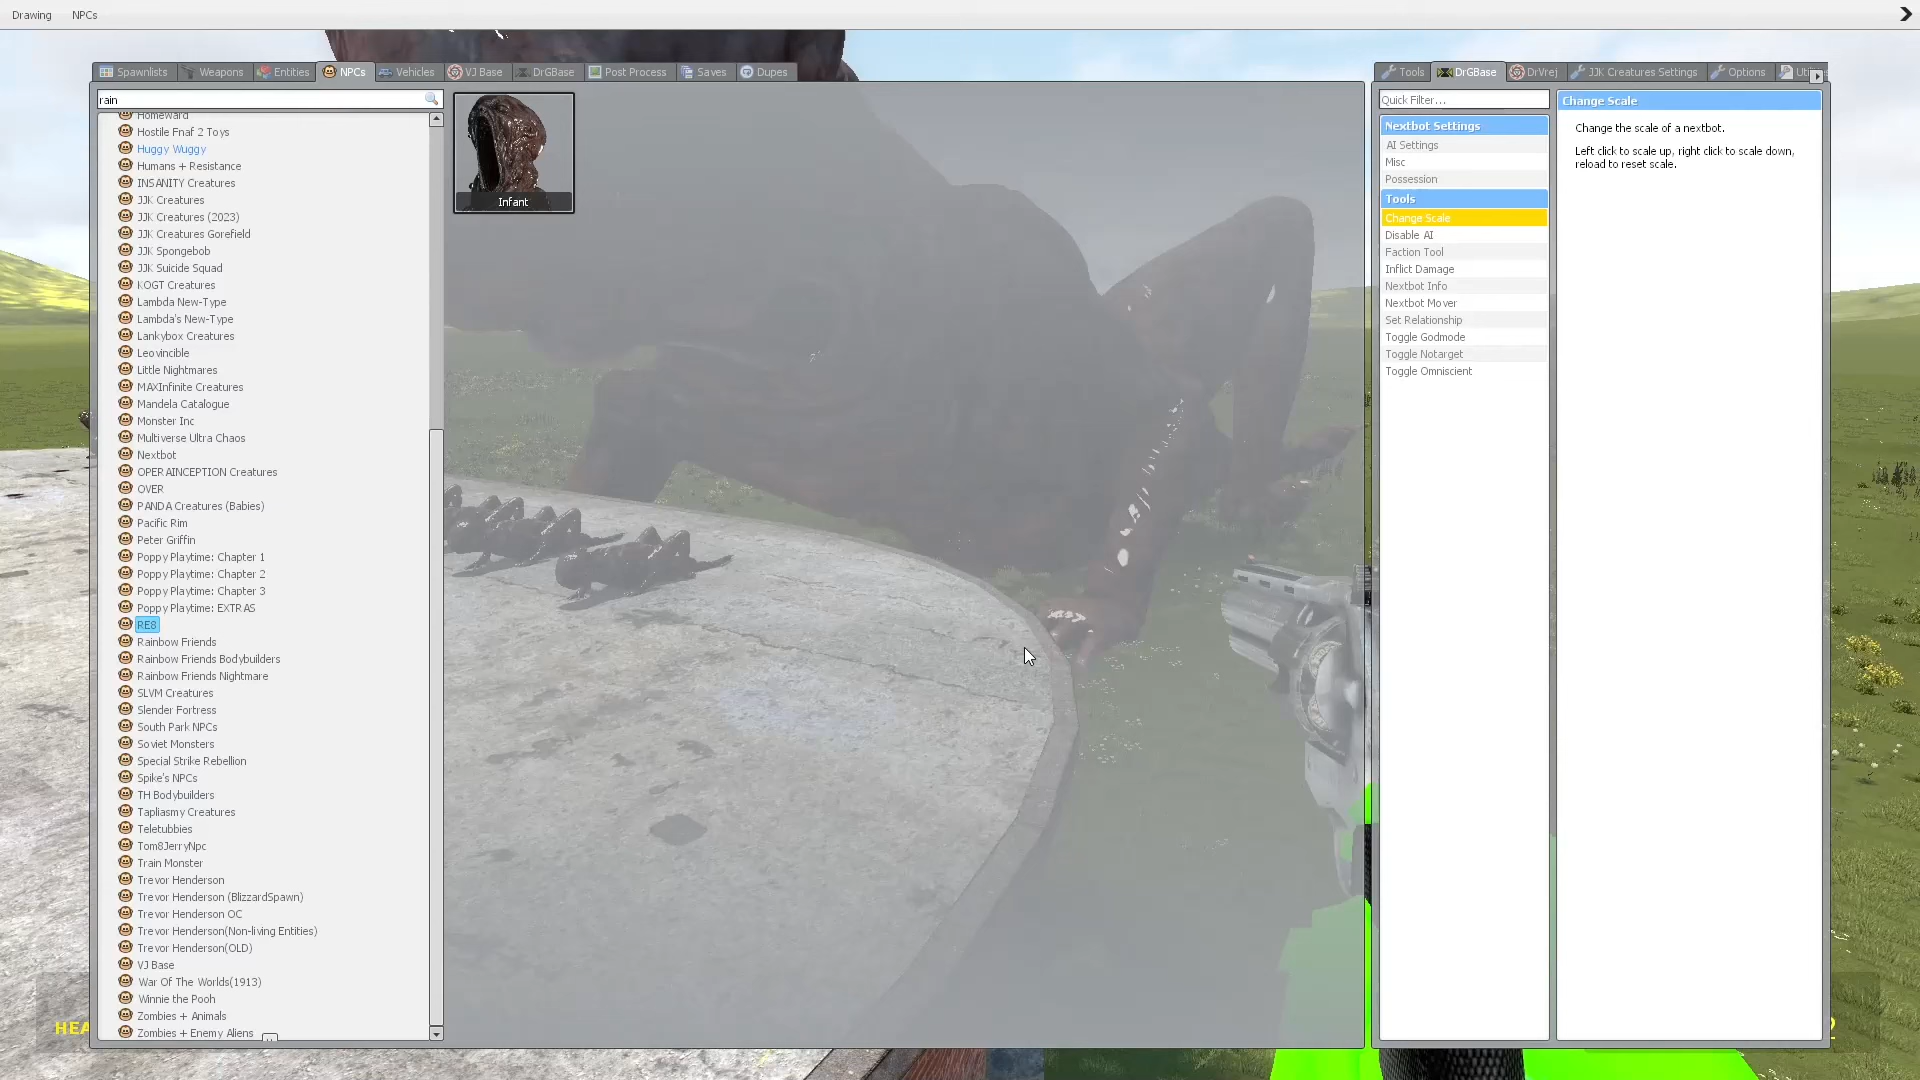 Drawing NPCs
Spawnlists Weapons Entities NPCs Vehicles VJ Base DrGBase Post Process Saves Dupes
rain
Homeward
Hostile Fnaf 2 Toys
Huggy Wuggy
Humans + Resistance
INSANITY Creatures
JJK Creatures
JJK Creatures (2023)
JJK Creatures Gorefield
JJK Spongebob
JJK Suicide Squad
KOGT Creatures
Lambda New-Type
Lambda's New-Type
Lankybox Creatures
Leovincible
Little Nightmares
MAXInfinite Creatures
Mandela Catalogue
Monster Inc
Multiverse Ultra Chaos
Nextbot
OPERAINCEPTION Creatures
OVER
PANDA Creatures (Babies)
Pacific Rim
Peter Griffin
Poppy Playtime: Chapter 1
Poppy Playtime: Chapter 2
Poppy Playtime: Chapter 3
Poppy Playtime: EXTRAS
RE8
Rainbow Friends
Rainbow Friends Bodybuilders
Rainbow Friends Nightmare
SLVM Creatures
Slender Fortress
South Park NPCs
Soviet Monsters
Special Strike Rebellion
Spike's NPCs
TH Bodybuilders
Tapliasmy Creatures
Teletubbies
Tom8JerryNpc
Train Monster
Trevor Henderson
Trevor Henderson (BlizzardSpawn)
Trevor Henderson OC
Trevor Henderson(Non-living Entities)
Trevor Henderson(OLD)
VJ Base
War Of The Worlds(1913)
Winnie the Pooh
Zombies + Animals
Zombies + Enemy Aliens
Infant
Tools DrGBase DrVrej JJK Creatures Settings Options
Quick Filter...
Nextbot Settings
AI Settings
Misc
Possession
Tools
Change Scale
Disable AI
Faction Tool
Inflict Damage
Nextbot Info
Nextbot Mover
Set Relationship
Toggle Godmode
Toggle Notarget
Toggle Omniscient
Change Scale
Change the scale of a nextbot.
Left click to scale up, right click to scale down,
reload to reset scale.
HEA